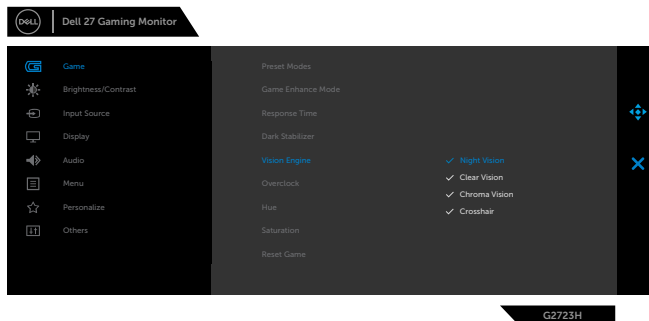 DELL
Dell 27 Gaming Monitor
Game
Brightness/Contrast
Input Source
Display
Audio
Menu
Personalize
Others
Preset Modes
Game Enhance Mode
Response Time
Dark Stabilizer
Vision Engine
Overclock
Hue
Saturation
Reset Game
Night Vision
Clear Vision
Chroma Vision
Crosshair
G2723H